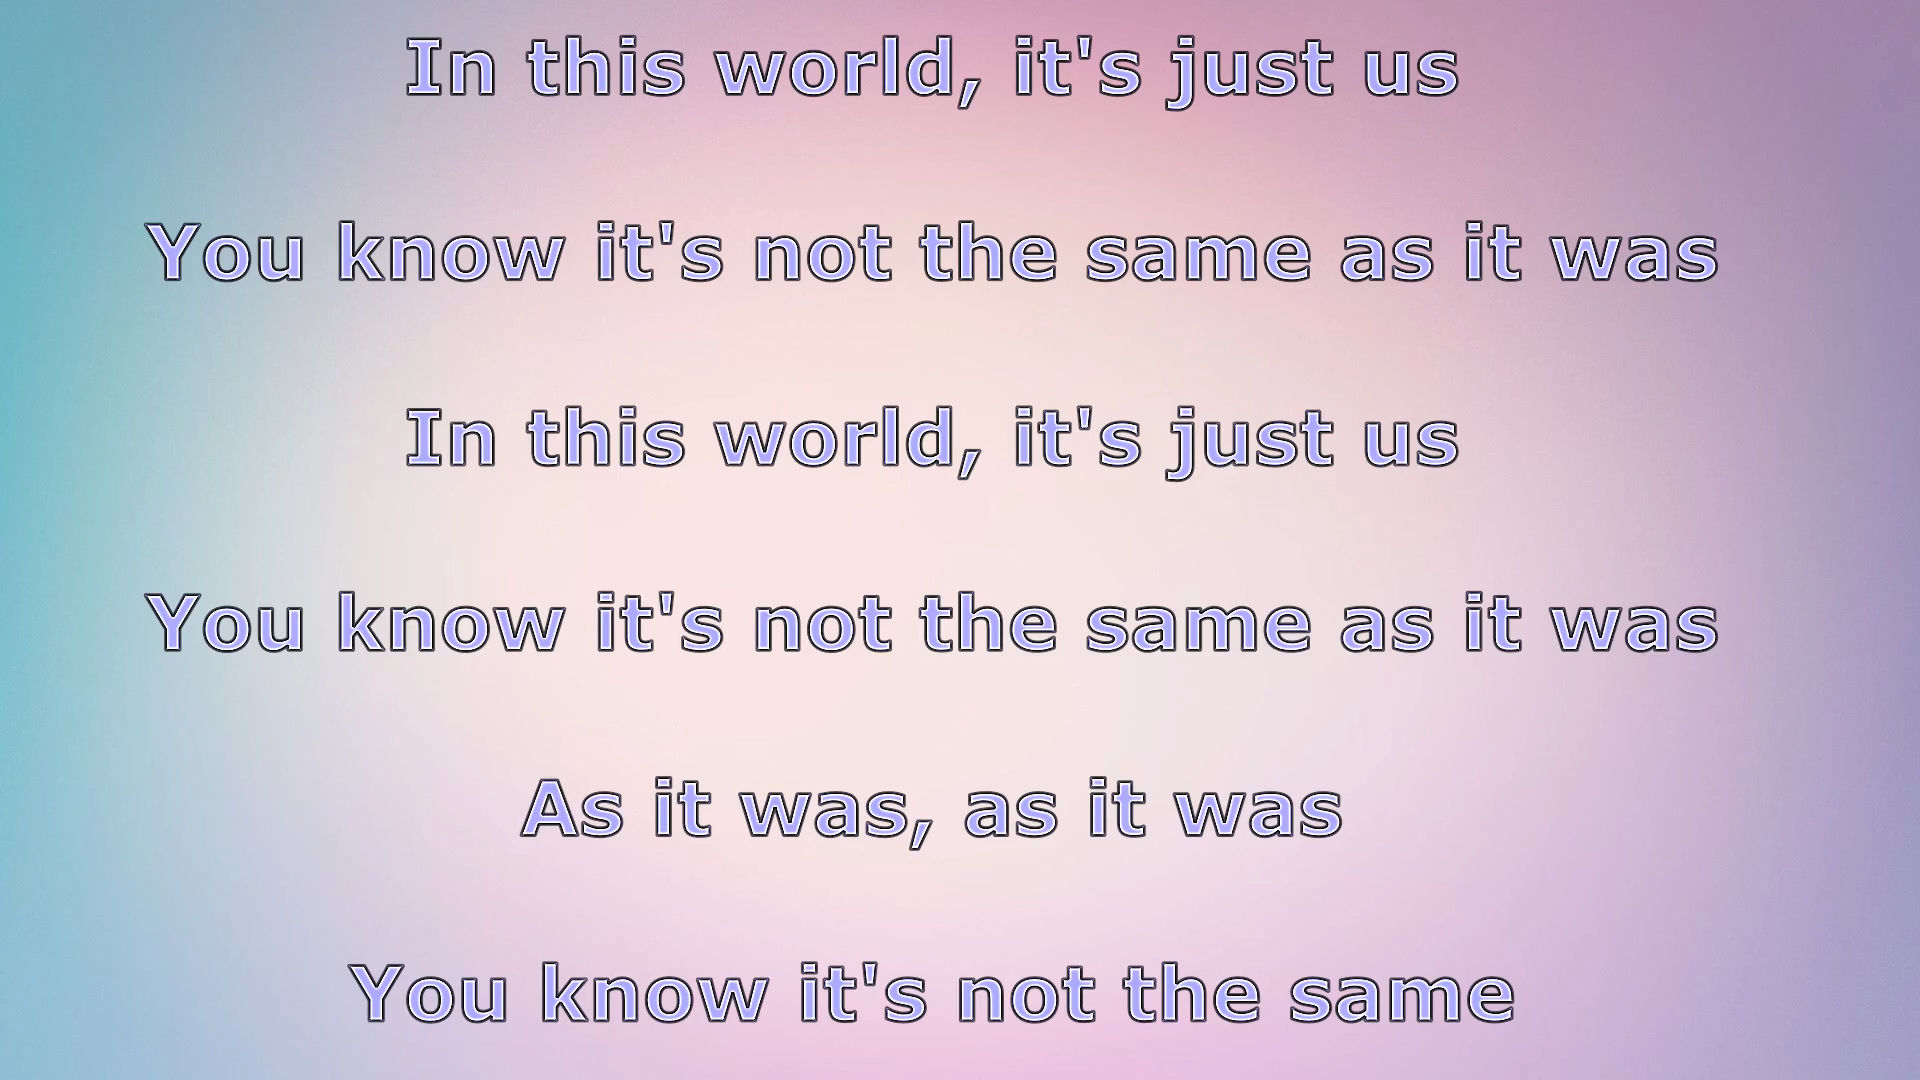 In this world, it's just us
You know it's not the same as it was
In this world, it's just us
You know it's not the same as it was
As it was, as it was
You know it's not the same